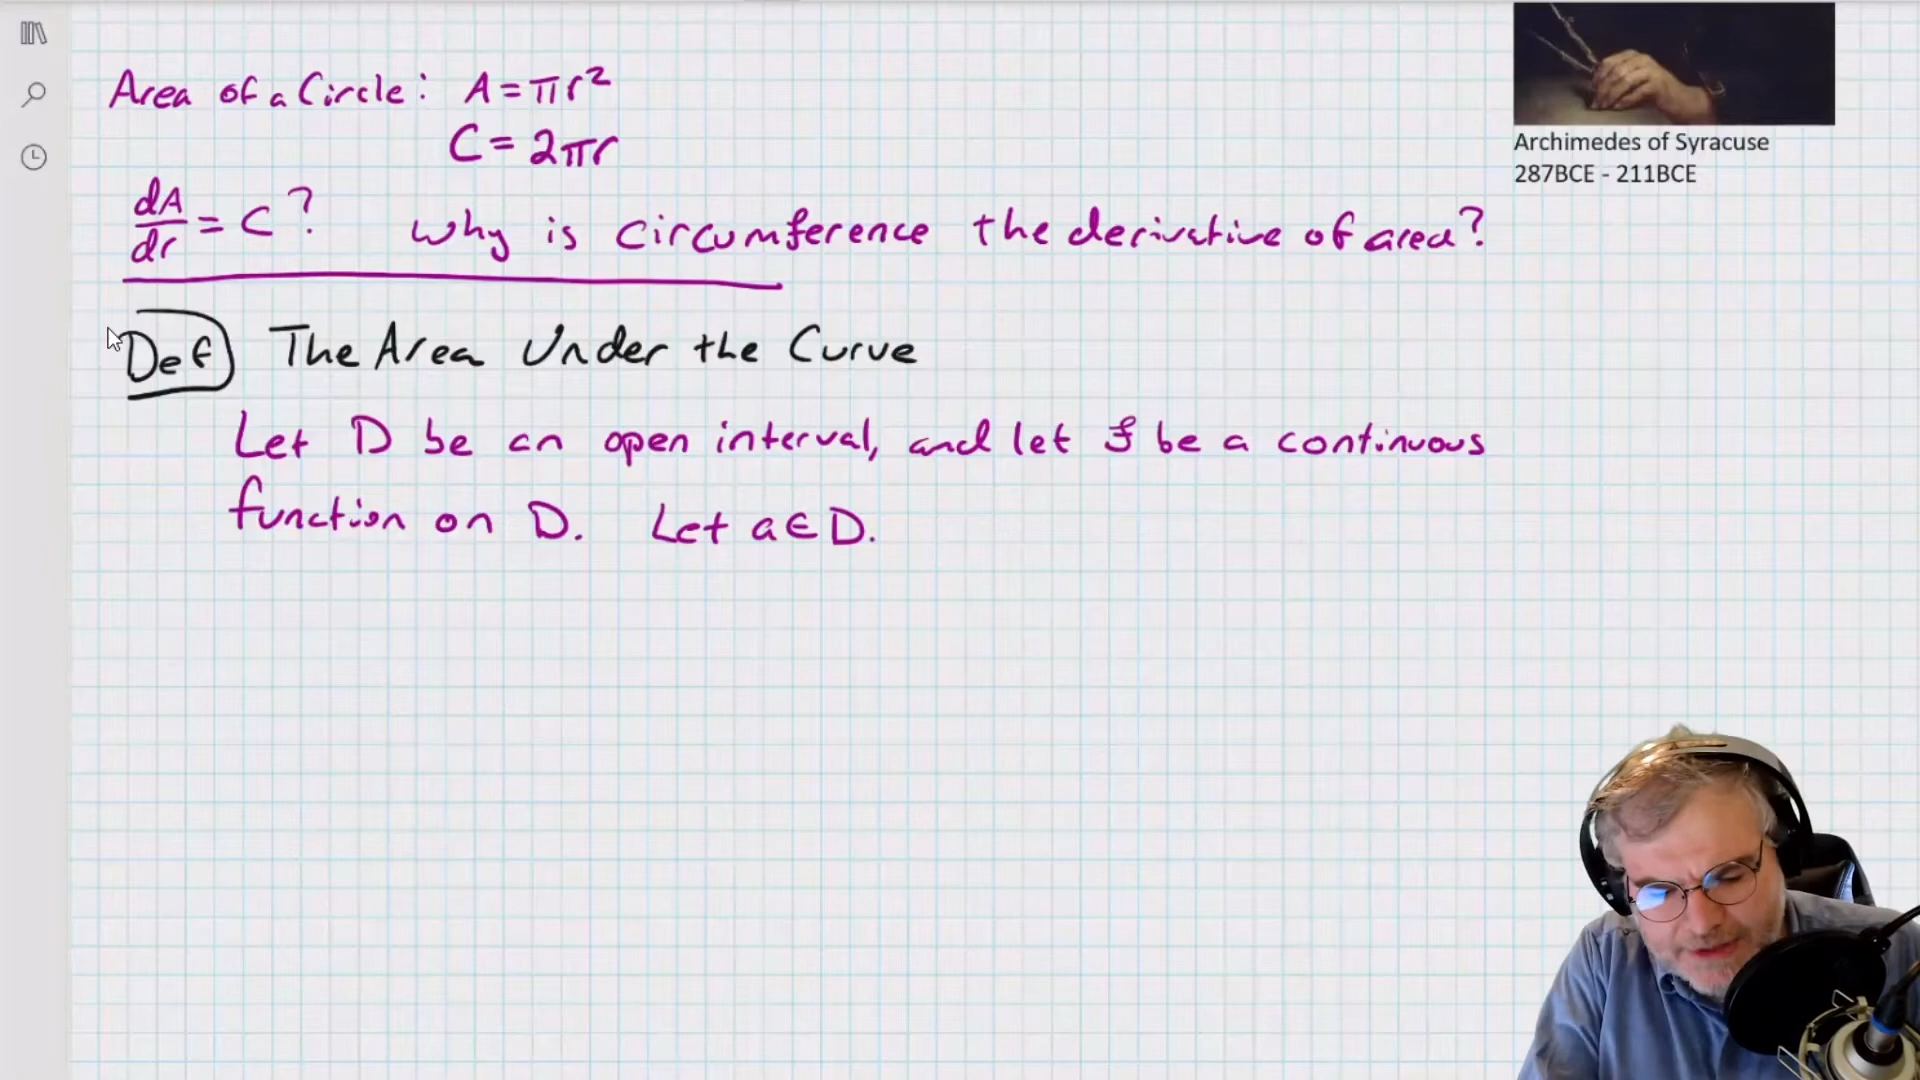 Area of a Circle: A = πr²
C = 2πr
dA/dr = C? Why is circumference the derivative of area?
Def The Area Under the Curve
Let D be an open interval, and let f be a continuous
function on D. Let a ∈ D.
Archimedes of Syracuse
287BCE - 211BCE